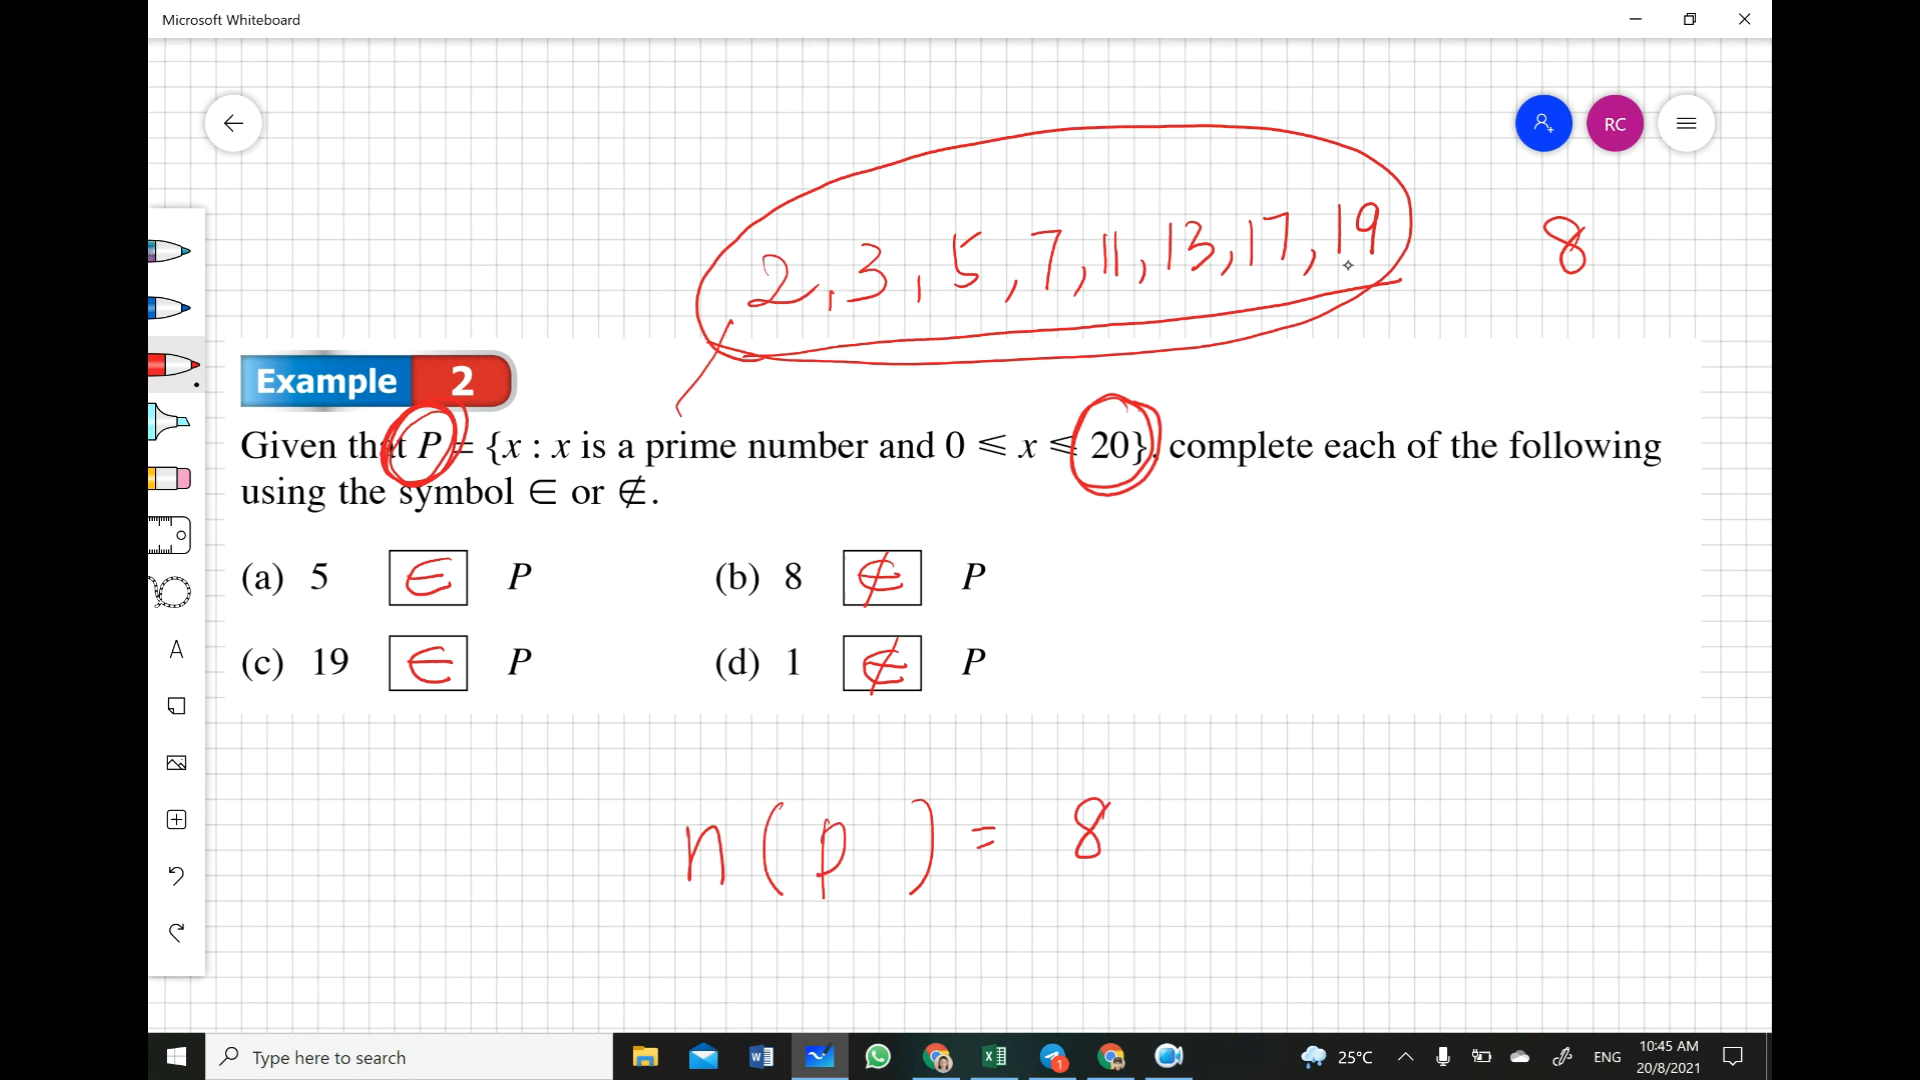 Microsoft Whiteboard
RC
2, 3, 5, 7, 11, 13, 17, 19
8
Example 2
Given that P = {x : x is a prime number and 0 ⩽ x ⩽ 20}, complete each of the following
using the symbol ∈ or ∉.
(a) 5 ∈ P (b) 8 ∉ P
(c) 19 ∈ P (d) 1 ∉ P
A
n ( p ) = 8
Type here to search
1
25°C
ENG
10:45 AM
20/8/2021